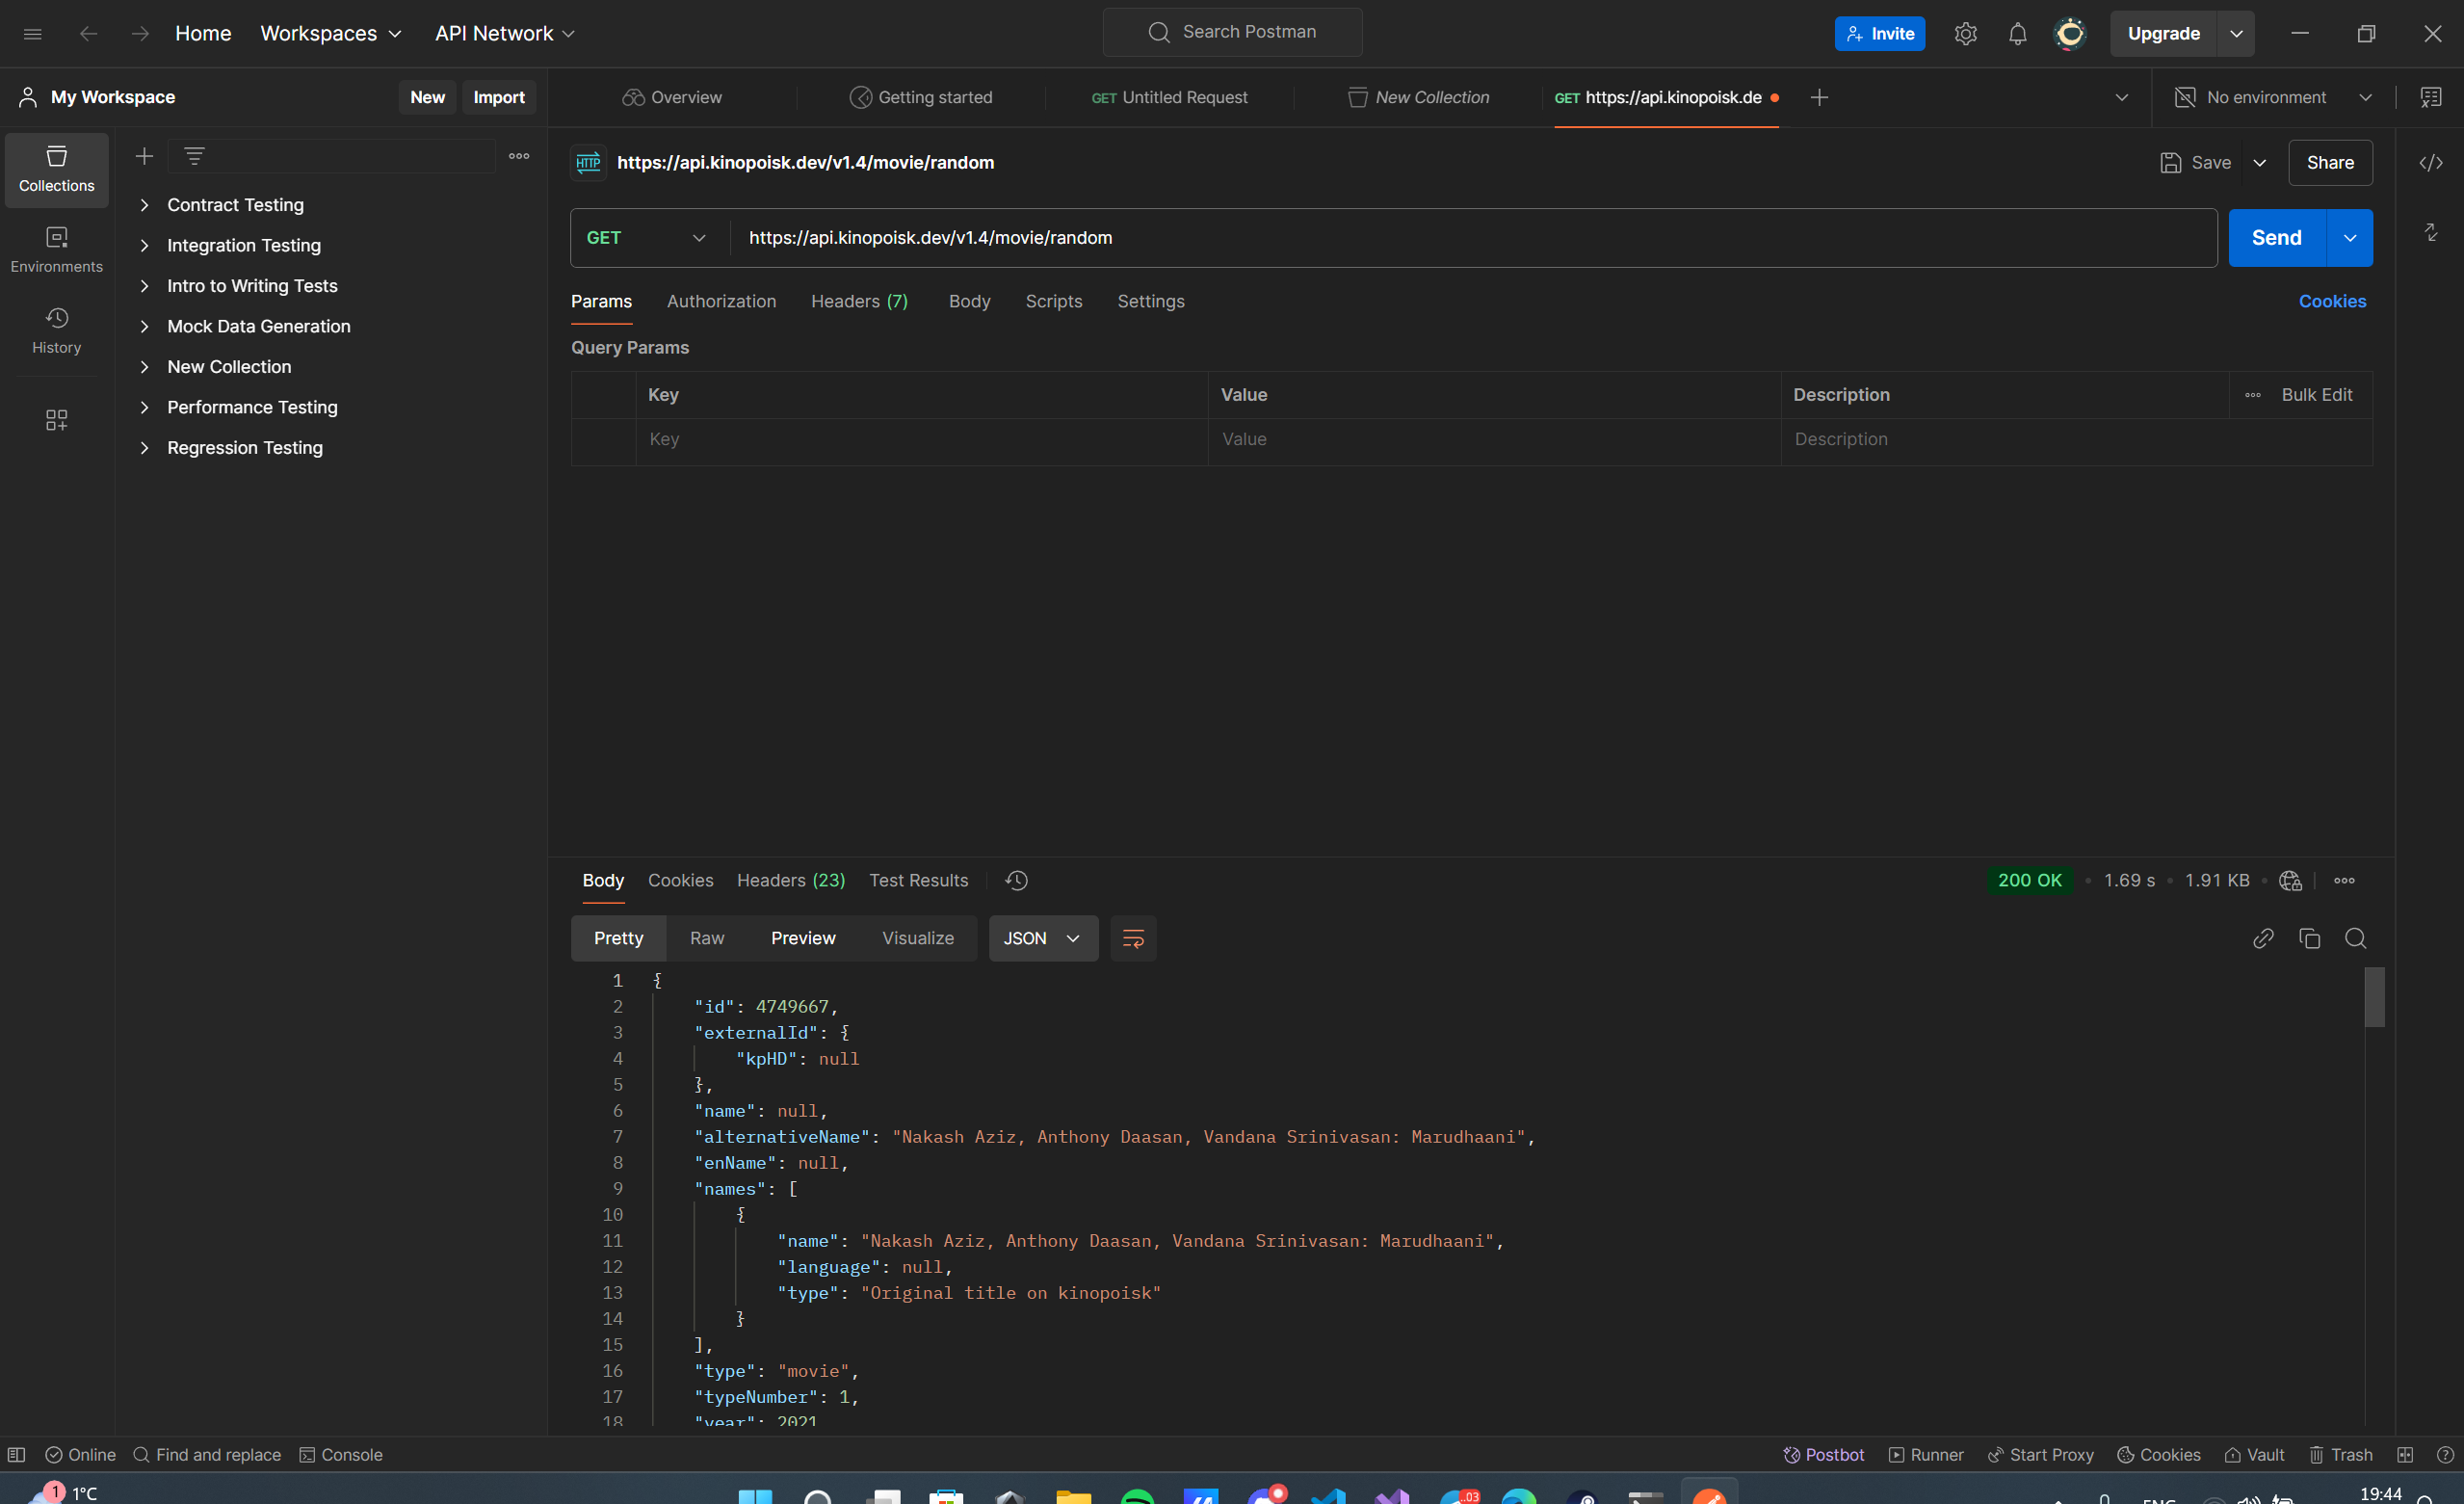 Home Workspaces API Network Search Postman Invite Upgrade
My Workspace New Import Overview Getting started GET Untitled Request New Collection GET https://api.kinopoisk.de No environment
Collections
Environments
History
Contract Testing
Integration Testing
Intro to Writing Tests
Mock Data Generation
New Collection
Performance Testing
Regression Testing
HTTP https://api.kinopoisk.dev/v1.4/movie/random Save Share
GET https://api.kinopoisk.dev/v1.4/movie/random Send
Params Authorization Headers (7) Body Scripts Settings Cookies
Query Params
Key Value Description Bulk Edit
Key Value Description
Body Cookies Headers (23) Test Results 200 OK • 1.69 s • 1.91 KB •
Pretty Raw Preview Visualize JSON
1 {
2 "id": 4749667,
3 "externalId": {
4 "kpHD": null
5 },
6 "name": null,
7 "alternativeName": "Nakash Aziz, Anthony Daasan, Vandana Srinivasan: Marudhaani",
8 "enName": null,
9 "names": [
10 {
11 "name": "Nakash Aziz, Anthony Daasan, Vandana Srinivasan: Marudhaani",
12 "language": null,
13 "type": "Original title on kinopoisk"
14 }
15 ],
16 "type": "movie",
17 "typeNumber": 1,
18 "year": 2021
Online Find and replace Console Postbot Runner Start Proxy Cookies Vault Trash
1 1°C ..03 ENG 19:44